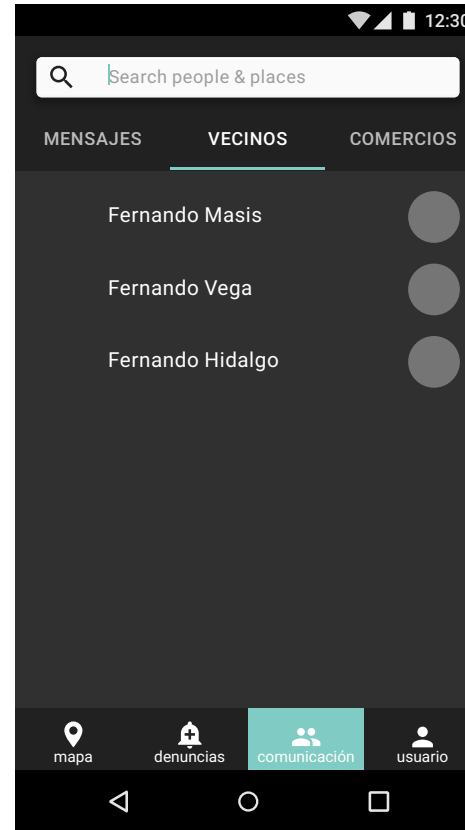 12:30
Search people & places
MENSAJES VECINOS COMERCIOS
Fernando Masis
Fernando Vega
Fernando Hidalgo
mapa denuncias comunicación usuario